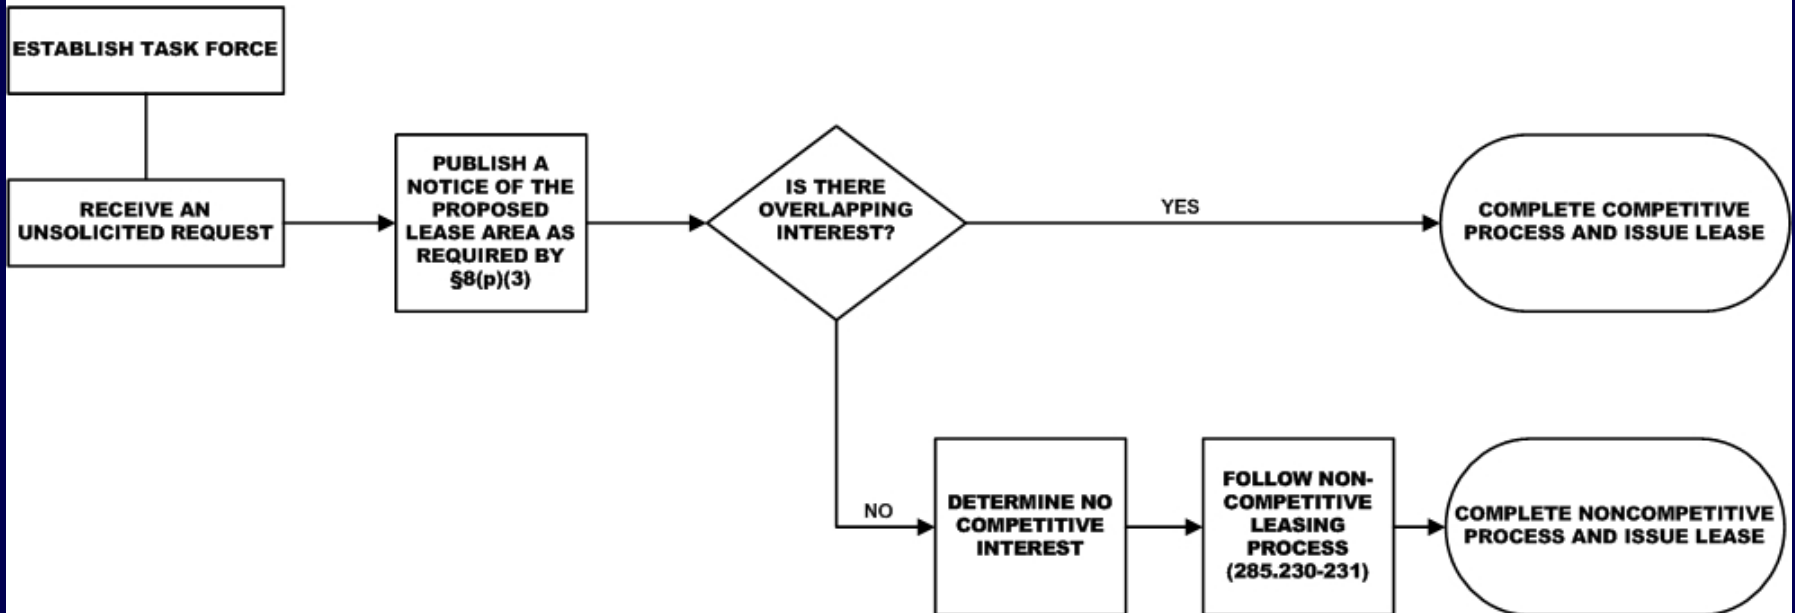 ESTABLISH TASK FORCE
RECEIVE AN
UNSOLICITED REQUEST
PUBLISH A
NOTICE OF THE
PROPOSED
LEASE AREA AS
REQUIRED BY
§8(p)(3)
IS THERE
OVERLAPPING
INTEREST?
YES
COMPLETE COMPETITIVE
PROCESS AND ISSUE LEASE
NO
DETERMINE NO
COMPETITIVE
INTEREST
FOLLOW NON-
COMPETITIVE
LEASING
PROCESS
(285.230-231)
COMPLETE NONCOMPETITIVE
PROCESS AND ISSUE LEASE